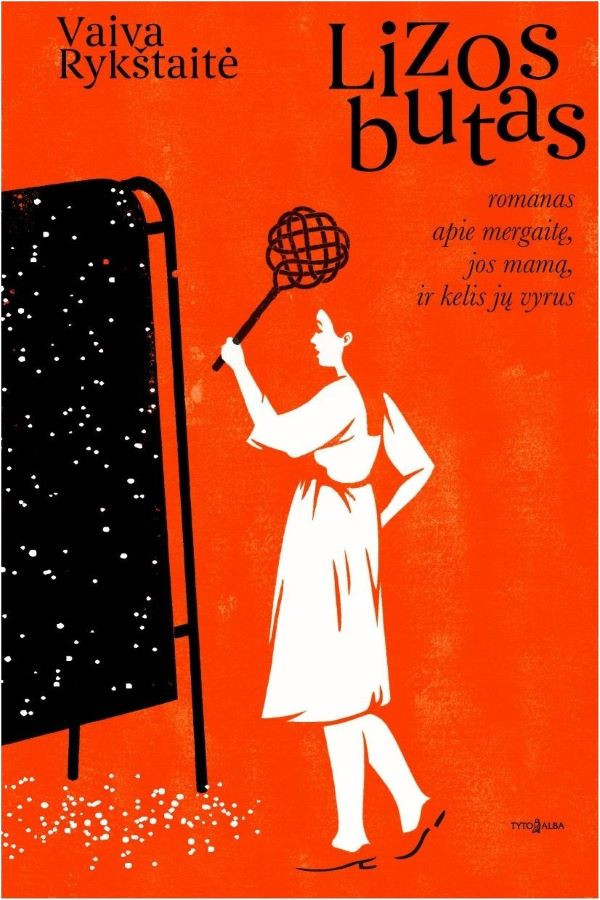 Vaiva
Rykštaitė
Lizos
butas
romanas
apie mergaitę,
jos mamą,
ir kelis jų vyrus
TYTO ALBA